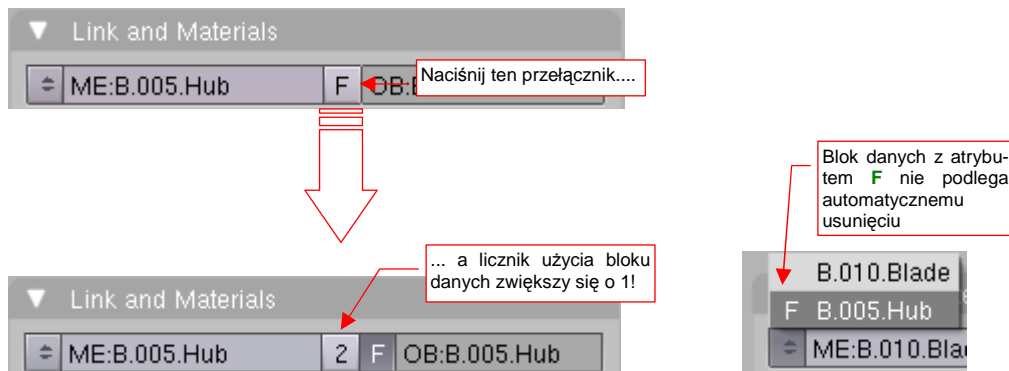 Link and Materials
ME:B.005.Hub F OB:
Naciśnij ten przełącznik....
Blok danych z atrybu-
tem F nie podlega
automatycznemu
usunięciu
... a licznik użycia bloku
danych zwiększy się o 1!
Link and Materials
ME:B.005.Hub 2 F OB:B.005.Hub
B.010.Blade
F B.005.Hub
ME:B.010.Bla